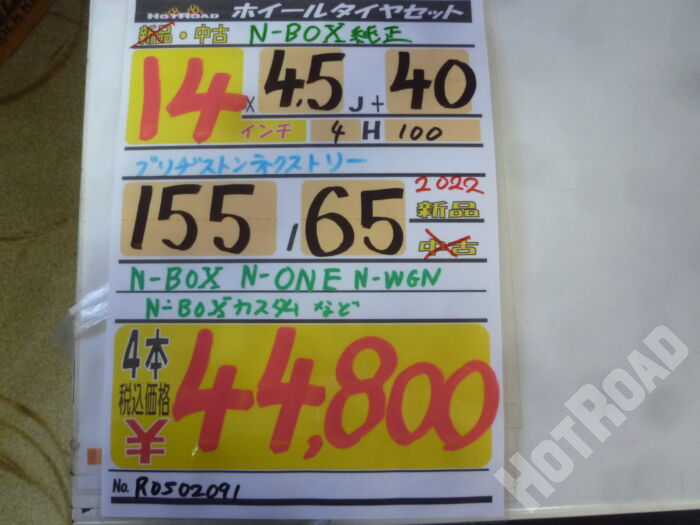 HOTROAD ホイールタイヤセット
新品・中古 N-BOX純正
14 X 4.5 J+ 40
インチ 4 H 100
ブリヂストンネクストリー
155 / 65 2022 新品 中古
N-BOX N-ONE N-WGN
N-BOXカスタム など
4本 税込価格 ¥ 44,800
No. R0502091
HOTROAD